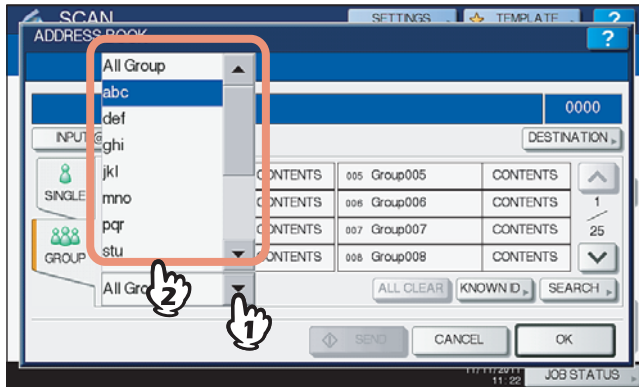 SCAN SETTINGS TEMPLATE ?
ADDRESS BOOK ?
All Group
abc
0000
def
ghi
DESTINATION
jkl
CONTENTS 005 Group005 CONTENTS
SINGLE
mno
CONTENTS 006 Group006 CONTENTS 1
pqr
CONTENTS 007 Group007 CONTENTS 25
GROUP
stu
CONTENTS 008 Group008 CONTENTS
All
ALL CLEAR KNOWN ID SEARCH
2
1
SEND CANCEL OK
11:22 JOB STATUS